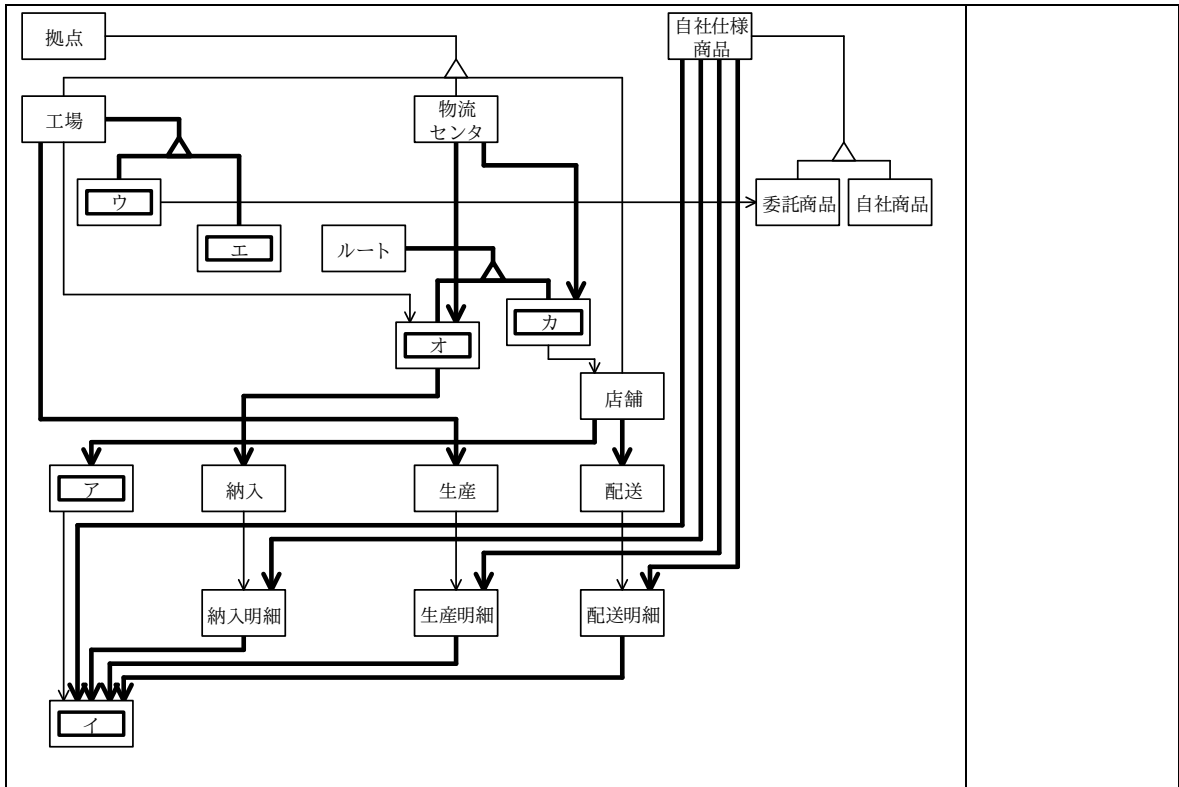 拠点
自社仕様
商品
工場
物流
センタ
ウ
委託商品
自社商品
エ
ルート
カ
オ
店舗
ア
納入
生産
配送
納入明細
生産明細
配送明細
イ